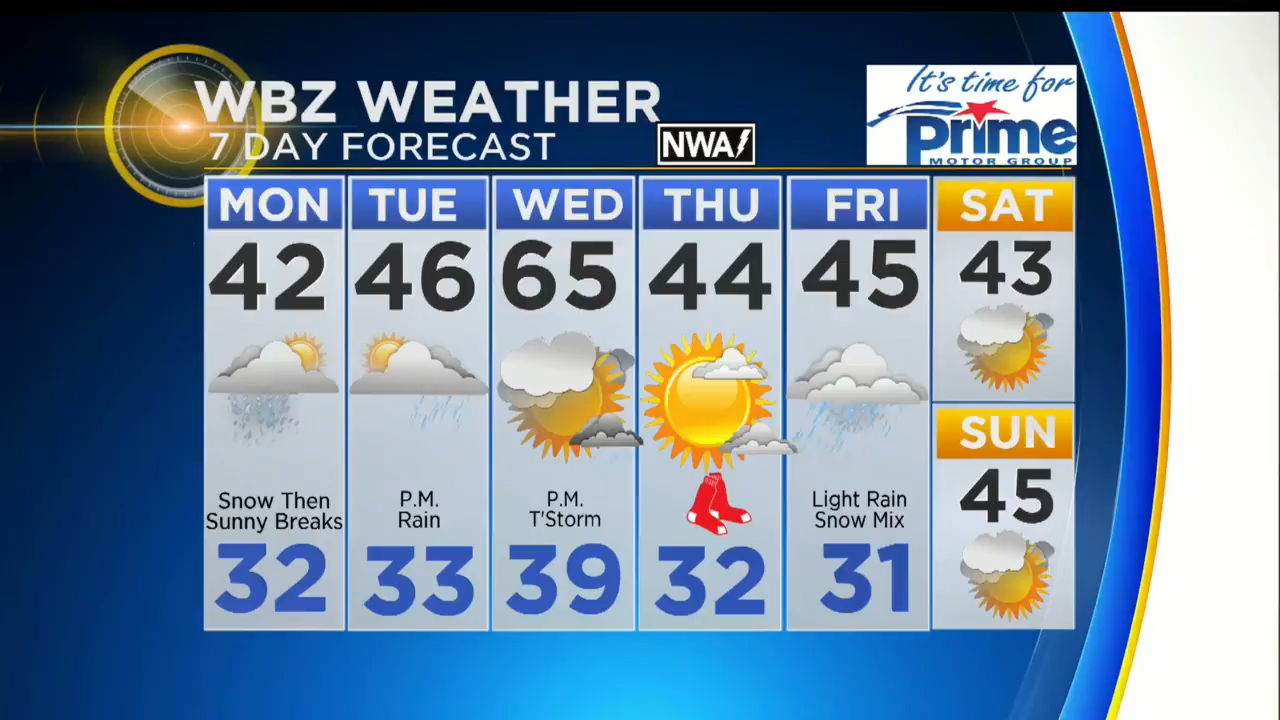 WBZ WEATHER
7 DAY FORECAST
NWA
It's time for
Prime
MOTOR GROUP
MON TUE WED THU FRI SAT
42 46 65 44 45 43
SUN
45
Snow Then
Sunny Breaks
P.M.
Rain
P.M.
T'Storm
Light Rain
Snow Mix
32 33 39 32 31